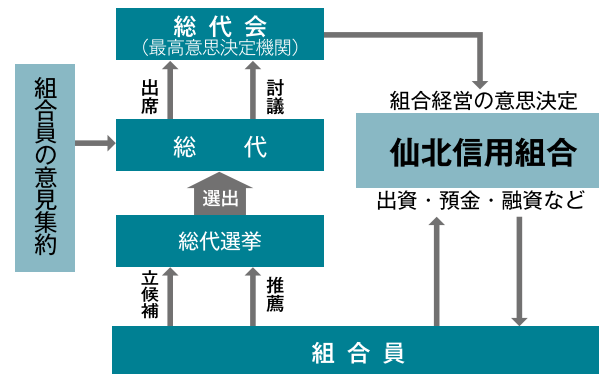 総代会
（最高意思決定機関）
出席
討議
組合員の意見集約
総　代
選出
総代選挙
立候補
推薦
組合員
組合経営の意思決定
仙北信用組合
出資・預金・融資など